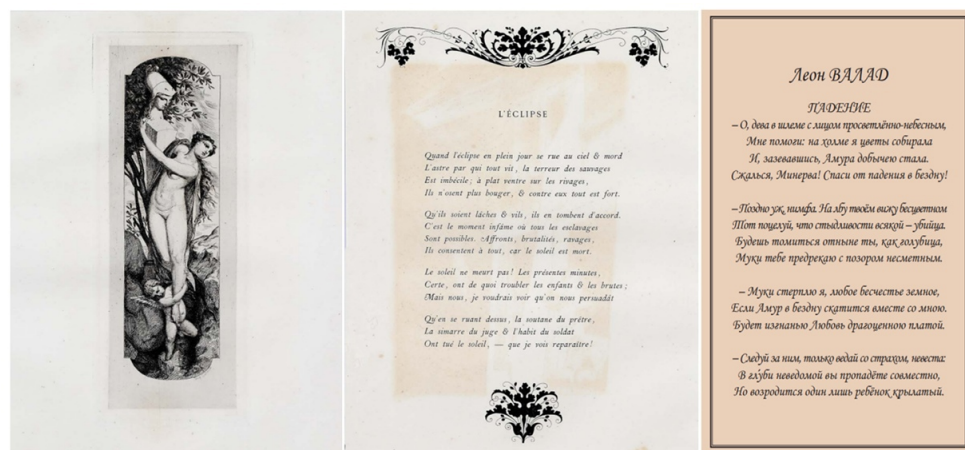 L'ÉCLIPSE
Quand l'éclipse en plein jour se rue au ciel & mord
L'astre par qui tout vit, la terreur des sauvages
Est imbécile; à plat ventre sur les rivages,
Ils n'osent plus bouger, & contre eux tout est fort.
Qu'ils soient lâches & vils, ils en tombent d'accord.
C'est le moment infâme où tous les esclavages
Sont possibles. Affronts, brutalités, ravages,
Ils consentent à tout, car le soleil est mort.
Le soleil ne meurt pas! Les présentes minutes,
Certe, ont de quoi troubler les enfants & les brutes;
Mais nous, je voudrais voir qu'on nous persuadât
Qu'en se ruant dessus, la soutane du prêtre,
La simarre du juge & l'habit du soldat
Ont tué le soleil, — que je vois reparaître!
Леон ВАЛАД
ПАДЕНИЕ
– О, дева в шлеме с лицом просветлённо-небесным,
Мне помоги: на холме я цветы собирала
И, зазевавшись, Амура добычею стала.
Сжалься, Минерва! Спаси от падения в бездну!
– Поздно уж, нимфа. На лбу твоём вижу бесцветном
Тот поцелуй, что стыдливости всякой – убийца.
Будешь томиться отныне ты, как голубица,
Муки тебе предрекаю с позором несметным.
– Муки стерплю я, любое бесчестье земное,
Если Амур в бездну скатится вместе со мною.
Будет изгнанью Любовь драгоценною платой.
– Следуй за ним, только ведай со страхом, невеста:
В глуби неведомой вы пропадёте совместно,
Но возродится один лишь ребёнок крылатый.